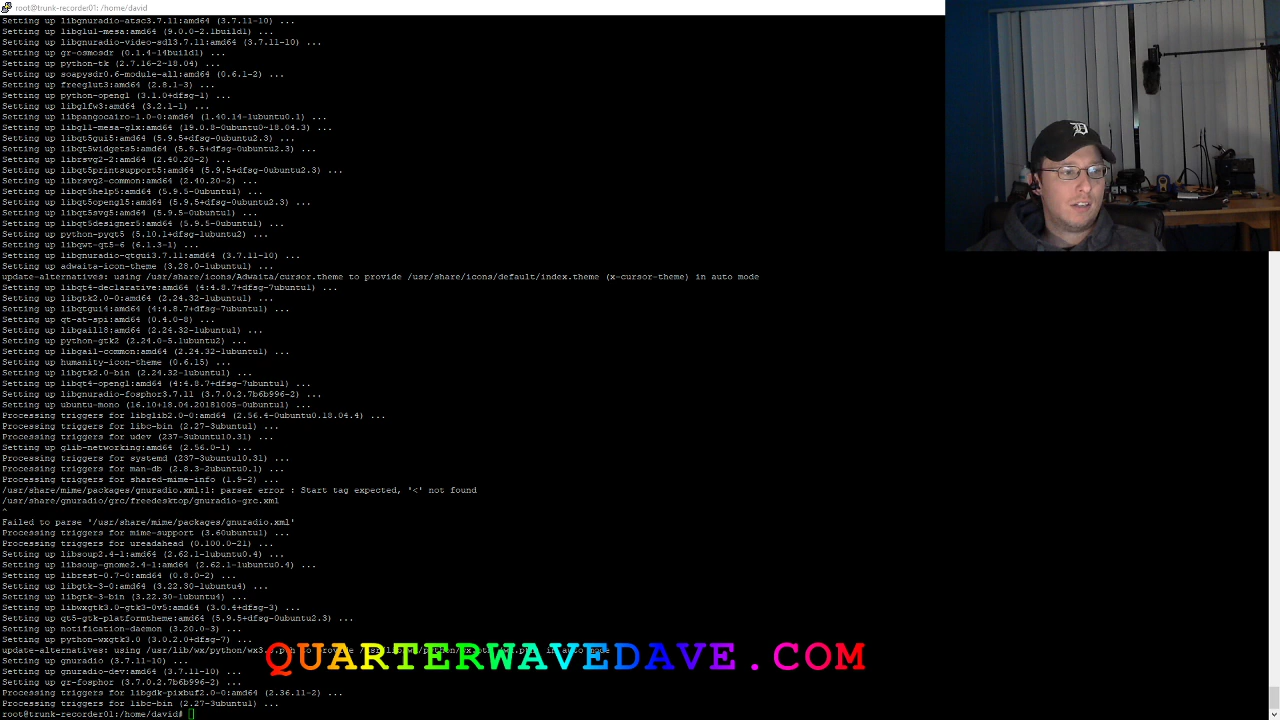 root@trunk-recorder01: /home/david
Setting up libgnuradio-atsc3.7.11:amd64 (3.7.11-10) ...
Setting up libglu1-mesa:amd64 (9.0.0-2.1build1) ...
Setting up libgnuradio-video-sdl3.7.11:amd64 (3.7.11-10) ...
Setting up gr-osmosdr (0.1.4-14build1) ...
Setting up python-tk (2.7.16-2~18.04) ...
Setting up soapysdr0.6-module-all:amd64 (0.6.1-2) ...
Setting up freeglut3:amd64 (2.8.1-3) ...
Setting up python-opengl (3.1.0+dfsg-1) ...
Setting up libglfw3:amd64 (3.2.1-1) ...
Setting up libpangocairo-1.0-0:amd64 (1.40.14-1ubuntu0.1) ...
Setting up libgl1-mesa-glx:amd64 (19.0.8-0ubuntu0~18.04.3) ...
Setting up libqt5gui5:amd64 (5.9.5+dfsg-0ubuntu2.3) ...
Setting up libqt5widgets5:amd64 (5.9.5+dfsg-0ubuntu2.3) ...
Setting up librsvg2-2:amd64 (2.40.20-2) ...
Setting up libqt5printsupport5:amd64 (5.9.5+dfsg-0ubuntu2.3) ...
Setting up librsvg2-common:amd64 (2.40.20-2) ...
Setting up libqt5help5:amd64 (5.9.5-0ubuntu1) ...
Setting up libqt5opengl5:amd64 (5.9.5+dfsg-0ubuntu2.3) ...
Setting up libqt5svg5:amd64 (5.9.5-0ubuntu1) ...
Setting up libqt5designer5:amd64 (5.9.5-0ubuntu1) ...
Setting up python-pyqt5 (5.10.1+dfsg-1ubuntu2) ...
Setting up libqwt-qt5-6 (6.1.3-1) ...
Setting up libgnuradio-qtgui3.7.11:amd64 (3.7.11-10) ...
Setting up adwaita-icon-theme (3.28.0-1ubuntu1) ...
update-alternatives: using /usr/share/icons/Adwaita/cursor.theme to provide /usr/share/icons/default/index.theme (x-cursor-theme) in auto mode
Setting up libqt4-declarative:amd64 (4:4.8.7+dfsg-7ubuntu1) ...
Setting up libgtk2.0-0:amd64 (2.24.32-1ubuntu1) ...
Setting up libqtgui4:amd64 (4:4.8.7+dfsg-7ubuntu1) ...
Setting up qt-at-spi:amd64 (0.4.0-8) ...
Setting up libgail18:amd64 (2.24.32-1ubuntu1) ...
Setting up python-gtk2 (2.24.0-5.1ubuntu2) ...
Setting up libgail-common:amd64 (2.24.32-1ubuntu1) ...
Setting up humanity-icon-theme (0.6.15) ...
Setting up libgtk2.0-bin (2.24.32-1ubuntu1) ...
Setting up libqt4-opengl:amd64 (4:4.8.7+dfsg-7ubuntu1) ...
Setting up libgnuradio-fosphor3.7.11 (3.7.0.2.7b6b996-2) ...
Setting up ubuntu-mono (16.10+18.04.20181005-0ubuntu1) ...
Processing triggers for libglib2.0-0:amd64 (2.56.4-0ubuntu0.18.04.4) ...
Processing triggers for libc-bin (2.27-3ubuntu1) ...
Processing triggers for udev (237-3ubuntu10.31) ...
Setting up glib-networking:amd64 (2.56.0-1) ...
Processing triggers for systemd (237-3ubuntu10.31) ...
Processing triggers for man-db (2.8.3-2ubuntu0.1) ...
Processing triggers for shared-mime-info (1.9-2) ...
/usr/share/mime/packages/gnuradio.xml:1: parser error : Start tag expected, '<' not found
/usr/share/gnuradio/grc/freedesktop/gnuradio-grc.xml
^
Failed to parse '/usr/share/mime/packages/gnuradio.xml'
Processing triggers for mime-support (3.60ubuntu1) ...
Processing triggers for ureadahead (0.100.0-21) ...
Setting up libsoup2.4-1:amd64 (2.62.1-1ubuntu0.4) ...
Setting up libsoup-gnome2.4-1:amd64 (2.62.1-1ubuntu0.4) ...
Setting up librest-0.7-0:amd64 (0.8.0-2) ...
Setting up libgtk-3-0:amd64 (3.22.30-1ubuntu4) ...
Setting up libgtk-3-bin (3.22.30-1ubuntu4) ...
Setting up libwxgtk3.0-gtk3-0v5:amd64 (3.0.4+dfsg-3) ...
Setting up qt5-gtk-platformtheme:amd64 (5.9.5+dfsg-0ubuntu2.3) ...
Setting up notification-daemon (3.20.0-3) ...
Setting up python-wxgtk3.0 (3.0.2.0+dfsg-7) ...
update-alternatives: using /usr/lib/wx/python/wx3.0.pth
QUARTERWAVEDAVE.COM
Setting up gnuradio (3.7.11-10) ...
Setting up gnuradio-dev:amd64 (3.7.11-10) ...
Setting up gr-fosphor (3.7.0.2.7b6b996-2) ...
Processing triggers for libgdk-pixbuf2.0-0:amd64 (2.36.11-2) ...
Processing triggers for libc-bin (2.27-3ubuntu1) ...
root@trunk-recorder01:/home/david#